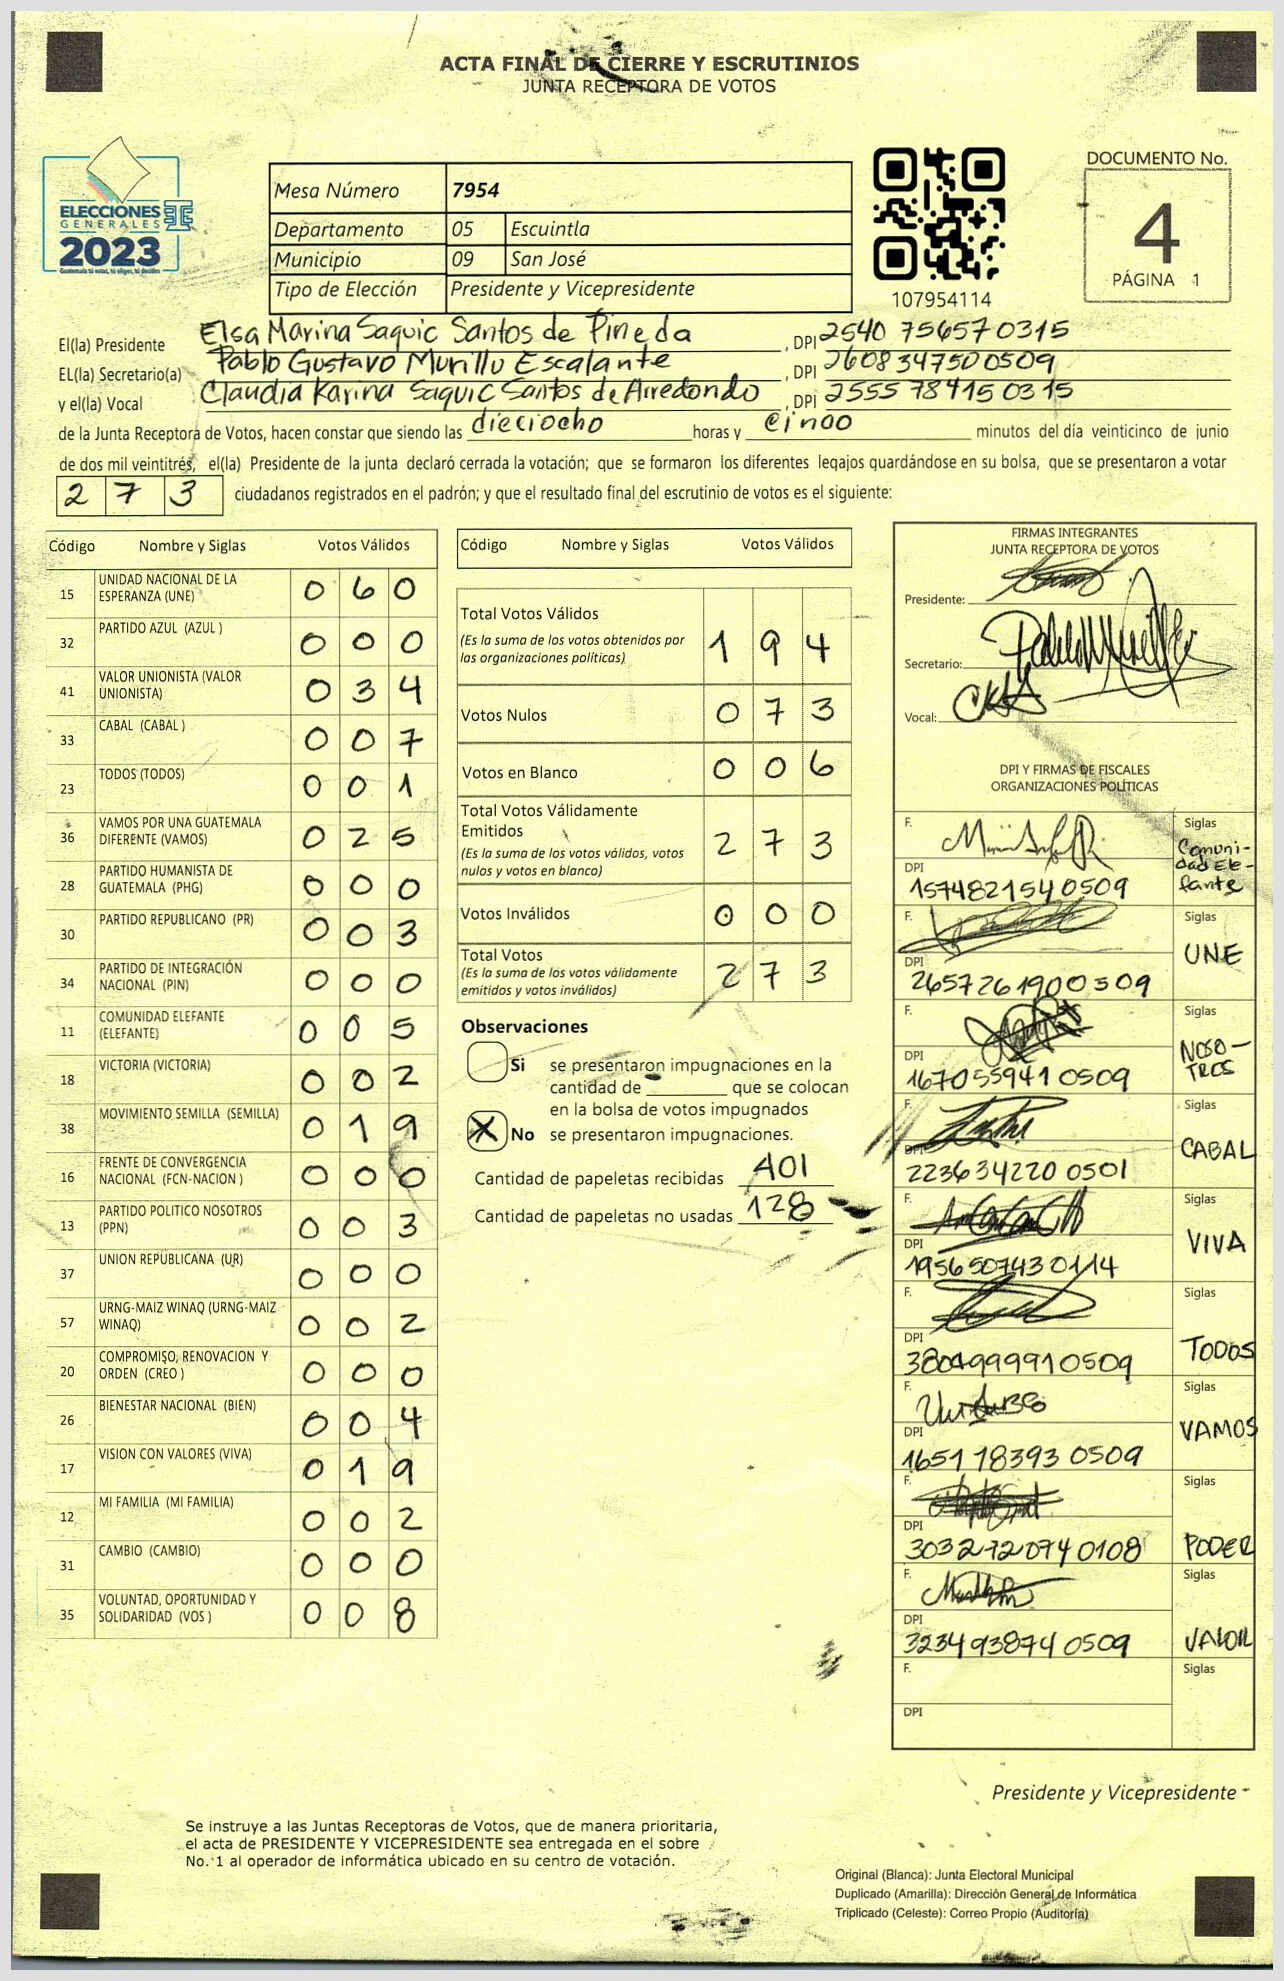 ACTA FINAL DE CIERRE Y ESCRUTINIOS
JUNTA RECEPTORA DE VOTOS
ELECCIONES
GENERALES
2023
Guatemala tú votas, tú eliges, tú decides
Mesa Número 7954
Departamento 05 Escuintla
Municipio 09 San José
Tipo de Elección Presidente y Vicepresidente
107954114
DOCUMENTO No.
4
PÁGINA 1
El(la) Presidente Elsa Marina Saquic Santos de Pineda , DPI 2540 75657 0315
EL(la) Secretario(a) Pablo Gustavo Murillo Escalante , DPI 2608 34750 0509
y el(la) Vocal Claudia Karina Saquic Santos de Arredondo , DPI 2555 78415 0315
de la Junta Receptora de Votos, hacen constar que siendo las dieciocho horas y cinco minutos del día veinticinco de junio
de dos mil veintitrés, el(la) Presidente de la junta declaró cerrada la votación; que se formaron los diferentes legajos guardándose en su bolsa, que se presentaron a votar
2 7 3 ciudadanos registrados en el padrón; y que el resultado final del escrutinio de votos es el siguiente:
Código Nombre y Siglas Votos Válidos
15 UNIDAD NACIONAL DE LA ESPERANZA (UNE) 0 6 0
32 PARTIDO AZUL (AZUL ) 0 0 0
41 VALOR UNIONISTA (VALOR UNIONISTA) 0 3 4
33 CABAL (CABAL ) 0 0 7
23 TODOS (TODOS) 0 0 1
36 VAMOS POR UNA GUATEMALA DIFERENTE (VAMOS) 0 2 5
28 PARTIDO HUMANISTA DE GUATEMALA (PHG) 0 0 0
30 PARTIDO REPUBLICANO (PR) 0 0 3
34 PARTIDO DE INTEGRACIÓN NACIONAL (PIN) 0 0 0
11 COMUNIDAD ELEFANTE (ELEFANTE) 0 0 5
18 VICTORIA (VICTORIA) 0 0 2
38 MOVIMIENTO SEMILLA (SEMILLA) 0 1 9
16 FRENTE DE CONVERGENCIA NACIONAL (FCN-NACION ) 0 0 0
13 PARTIDO POLITICO NOSOTROS (PPN) 0 0 3
37 UNION REPUBLICANA (UR) 0 0 0
57 URNG-MAIZ WINAQ (URNG-MAIZ WINAQ) 0 0 2
20 COMPROMISO, RENOVACION Y ORDEN (CREO ) 0 0 0
26 BIENESTAR NACIONAL (BIEN) 0 0 4
17 VISION CON VALORES (VIVA) 0 1 9
12 MI FAMILIA (MI FAMILIA) 0 0 2
31 CAMBIO (CAMBIO) 0 0 0
35 VOLUNTAD, OPORTUNIDAD Y SOLIDARIDAD (VOS ) 0 0 8
Código Nombre y Siglas Votos Válidos
Total Votos Válidos
(Es la suma de los votos obtenidos por
las organizaciones políticas) 1 9 4
Votos Nulos 0 7 3
Votos en Blanco 0 0 6
Total Votos Válidamente
Emitidos
(Es la suma de los votos válidos, votos
nulos y votos en blanco) 2 7 3
Votos Inválidos 0 0 0
Total Votos
(Es la suma de los votos válidamente
emitidos y votos inválidos) 2 7 3
Observaciones
Si se presentaron impugnaciones en la
cantidad de que se colocan
en la bolsa de votos impugnados
X No se presentaron impugnaciones.
Cantidad de papeletas recibidas 401
Cantidad de papeletas no usadas 128
FIRMAS INTEGRANTES
JUNTA RECEPTORA DE VOTOS
Presidente:
Secretario:
Vocal:
DPI Y FIRMAS DE FISCALES
ORGANIZACIONES POLÍTICAS
F. Siglas
Comunidad Elefante
DPI
1574821540509
F. Siglas
UNE
DPI
2657261900509
F. Siglas
NOSO-
TROS
DPI
1670559410509
F. Siglas
CABAL
DPI
223634220 0501
F. Siglas
VIVA
DPI
1956507430114
F. Siglas
TODOS
DPI
3804999910509
F. Siglas
VAMOS
DPI
1651 18393 0509
F. Siglas
PODER
DPI
3032720740108
F. Siglas
VALOR
DPI
3234938740509
F. Siglas
DPI
Presidente y Vicepresidente
Se instruye a las Juntas Receptoras de Votos, que de manera prioritaria,
el acta de PRESIDENTE Y VICEPRESIDENTE sea entregada en el sobre
No. 1 al operador de informática ubicado en su centro de votación.
Original (Blanca): Junta Electoral Municipal
Duplicado (Amarilla): Dirección General de Informática
Triplicado (Celeste): Correo Propio (Auditoría)